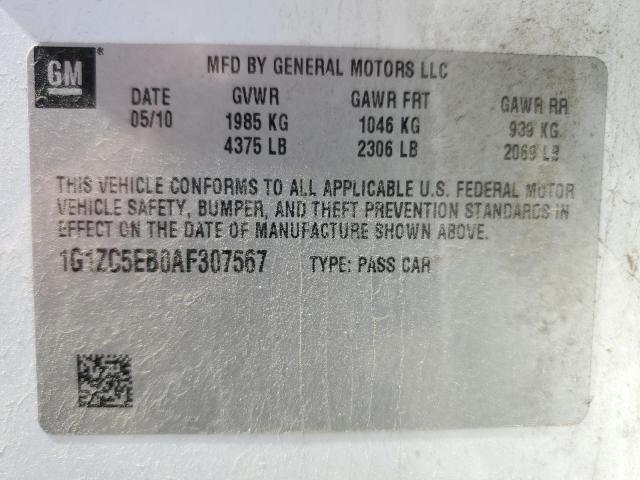 GM ®
MFD BY GENERAL MOTORS LLC
DATE GVWR GAWR FRT GAWR RR
05/10 1985 KG 1046 KG 939 KG
4375 LB 2306 LB 2069 LB
THIS VEHICLE CONFORMS TO ALL APPLICABLE U.S. FEDERAL MOTOR
VEHICLE SAFETY, BUMPER, AND THEFT PREVENTION STANDARDS IN
EFFECT ON THE DATE OF MANUFACTURE SHOWN ABOVE.
1G1ZC5EB0AF307567 TYPE: PASS CAR